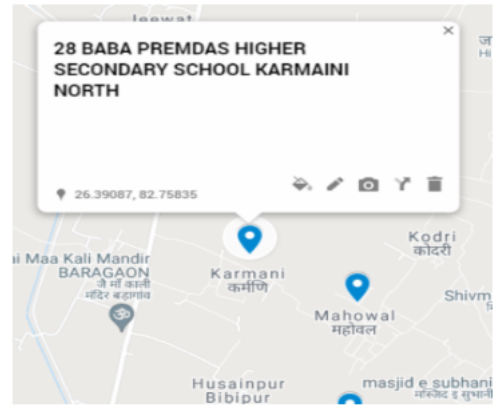 Jeewat
28 BABA PREMDAS HIGHER
SECONDARY SCHOOL KARMAINI
NORTH
26.39087, 82.75835
Maa Kali Mandir
BARAGAON
जै माँ काली
मंदिर बड़ागांव
Karmani
कर्मणि
Kodri
कोदरी
Mahowal
महोवल
Shivm
Husainpur
Bibipur
masjid e subhani
मस्जिद इ सुभानी